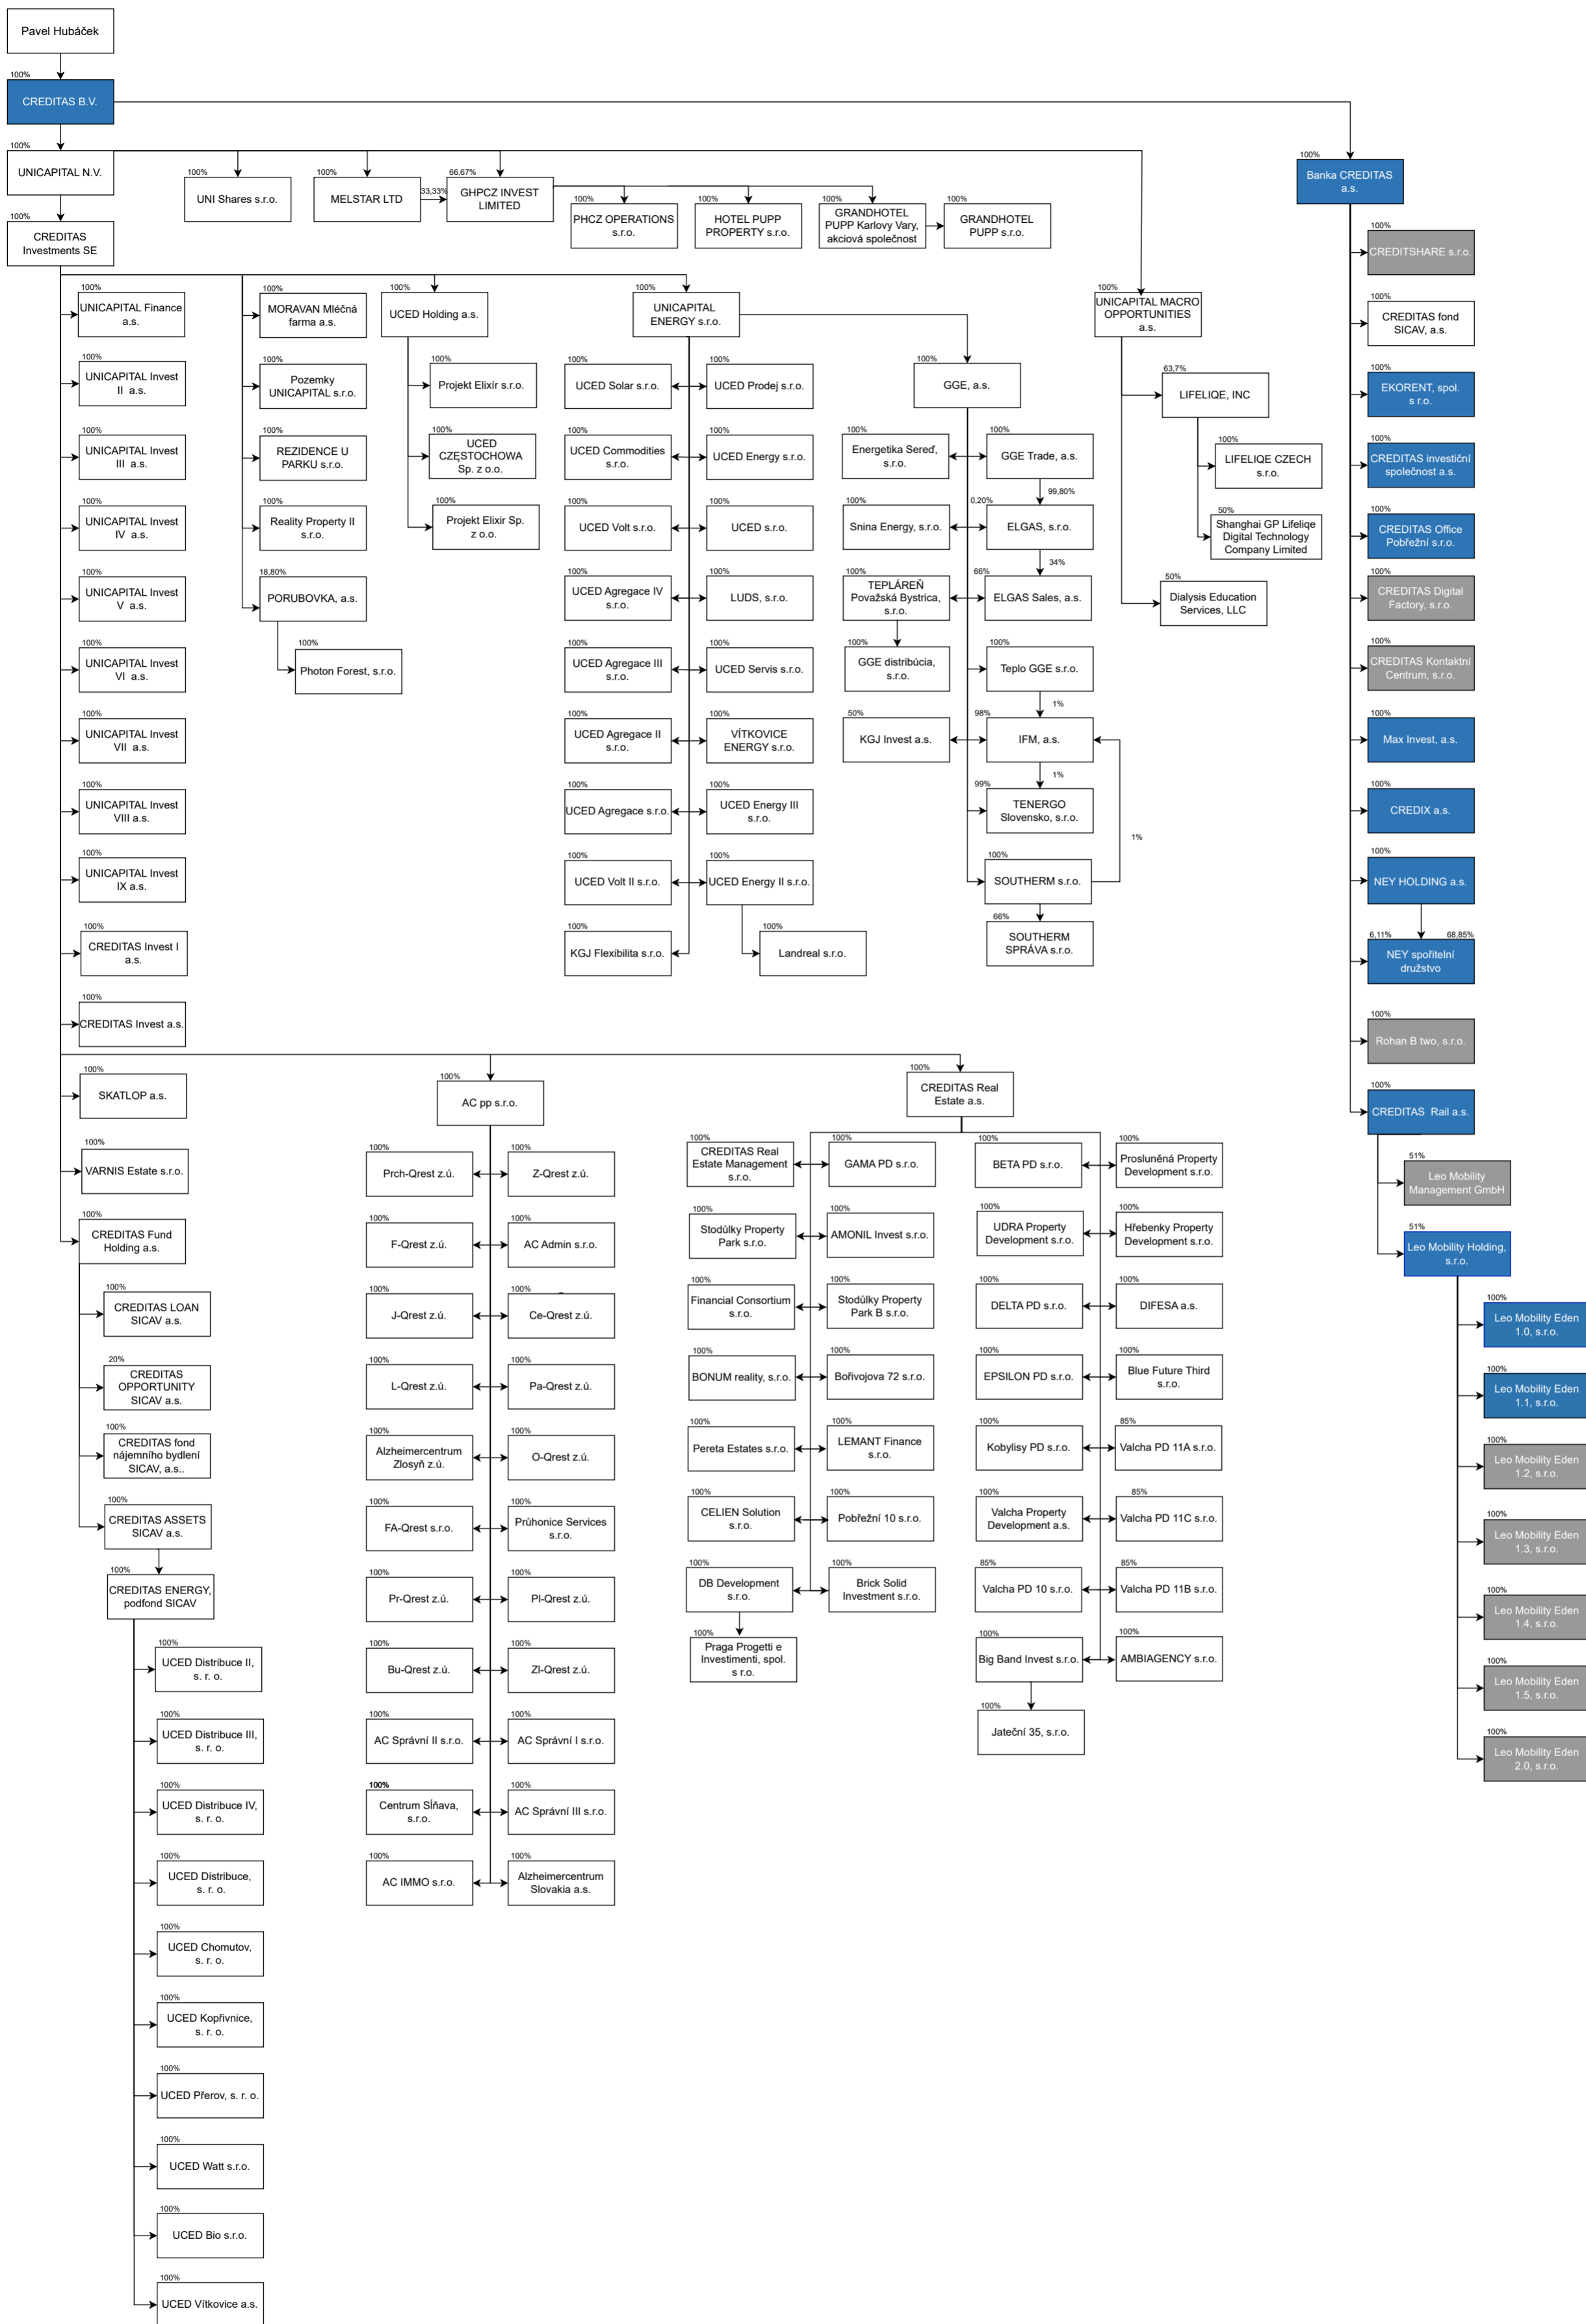 Pavel Hubáček
100%
CREDITAS B.V.
100%
UNICAPITAL N.V.
100%
UNI Shares s.r.o.
100%
MELSTAR LTD
33,33%
66,67%
GHPCZ INVEST
LIMITED
100%
PHCZ OPERATIONS
s.r.o.
100%
HOTEL PUPP
PROPERTY s.r.o.
100%
GRANDHOTEL
PUPP Karlovy Vary,
akciová společnost
100%
GRANDHOTEL
PUPP s.r.o.
100%
Banka CREDITAS
a.s.
100%
CREDITAS
Investments SE
100%
UNICAPITAL Finance
a.s.
100%
UNICAPITAL Invest
II a.s.
100%
UNICAPITAL Invest
III a.s.
100%
UNICAPITAL Invest
IV a.s.
100%
UNICAPITAL Invest
V a.s.
100%
UNICAPITAL Invest
VI a.s.
100%
UNICAPITAL Invest
VII a.s.
100%
UNICAPITAL Invest
VIII a.s.
100%
UNICAPITAL Invest
IX a.s.
100%
CREDITAS Invest I
a.s.
100%
CREDITAS Invest a.s.
100%
SKATLOP a.s.
100%
VARNIS Estate s.r.o.
100%
CREDITAS Fund
Holding a.s.
100%
CREDITAS LOAN
SICAV a.s.
20%
CREDITAS
OPPORTUNITY
SICAV a.s.
100%
CREDITAS fond
nájemního bydlení
SICAV, a.s..
100%
CREDITAS ASSETS
SICAV a.s.
100%
CREDITAS ENERGY,
podfond SICAV
100%
UCED Distribuce II,
s. r. o.
100%
UCED Distribuce III,
s. r. o.
100%
UCED Distribuce IV,
s. r. o.
100%
UCED Distribuce,
s. r. o.
100%
UCED Chomutov,
s. r. o.
100%
UCED Kopřivnice,
s. r. o.
100%
UCED Přerov, s. r. o.
100%
UCED Watt s.r.o.
100%
UCED Bio s.r.o.
100%
UCED Vítkovice a.s.
100%
MORAVAN Mléčná
farma a.s.
100%
Pozemky
UNICAPITAL s.r.o.
100%
REZIDENCE U
PARKU s.r.o.
100%
Reality Property II
s.r.o.
18,80%
PORUBOVKA, a.s.
100%
Photon Forest, s.r.o.
100%
UCED Holding a.s.
100%
Projekt Elixír s.r.o.
100%
UCED
CZĘSTOCHOWA
Sp. z o.o.
100%
Projekt Elixir Sp.
z o.o.
100%
UNICAPITAL
ENERGY s.r.o.
100%
UCED Solar s.r.o.
100%
UCED Prodej s.r.o.
100%
UCED Commodities
s.r.o.
100%
UCED Energy s.r.o.
100%
UCED Volt s.r.o.
100%
UCED s.r.o.
100%
UCED Agregace IV
s.r.o.
100%
LUDS, s.r.o.
100%
UCED Agregace III
s.r.o.
100%
UCED Servis s.r.o.
100%
UCED Agregace II
s.r.o.
100%
VÍTKOVICE
ENERGY s.r.o.
100%
UCED Agregace s.r.o.
100%
UCED Energy III
s.r.o.
100%
UCED Volt II s.r.o.
100%
UCED Energy II s.r.o.
100%
KGJ Flexibilita s.r.o.
100%
Landreal s.r.o.
100%
GGE, a.s.
100%
Energetika Sereď,
s.r.o.
100%
GGE Trade, a.s.
99,80%
100%
Snina Energy, s.r.o.
0,20%
ELGAS, s.r.o.
34%
100%
TEPLÁREŇ
Považská Bystrica,
s.r.o.
66%
ELGAS Sales, a.s.
100%
GGE distribúcia,
s.r.o.
100%
Teplo GGE s.r.o.
1%
50%
KGJ Invest a.s.
98%
IFM, a.s.
1%
99%
TENERGO
Slovensko, s.r.o.
1%
100%
SOUTHERM s.r.o.
66%
SOUTHERM
SPRÁVA s.r.o.
100%
UNICAPITAL MACRO
OPPORTUNITIES
a.s.
63,7%
LIFELIQE, INC
100%
LIFELIQE CZECH
s.r.o.
50%
Shanghai GP Lifeliqe
Digital Technology
Company Limited
50%
Dialysis Education
Services, LLC
100%
AC pp s.r.o.
100%
Prch-Qrest z.ú.
100%
Z-Qrest z.ú.
100%
F-Qrest z.ú.
100%
AC Admin s.r.o.
100%
J-Qrest z.ú.
100%
Ce-Qrest z.ú.
100%
L-Qrest z.ú.
100%
Pa-Qrest z.ú.
100%
Alzheimercentrum
Zlosyň z.ú.
100%
O-Qrest z.ú.
100%
FA-Qrest s.r.o.
100%
Průhonice Services
s.r.o.
100%
Pr-Qrest z.ú.
100%
Pl-Qrest z.ú.
100%
Bu-Qrest z.ú.
100%
Zl-Qrest z.ú.
100%
AC Správní II s.r.o.
100%
AC Správní I s.r.o.
100%
Centrum Sĺňava,
s.r.o.
100%
AC Správní III s.r.o.
100%
AC IMMO s.r.o.
100%
Alzheimercentrum
Slovakia a.s.
100%
CREDITAS Real
Estate a.s.
100%
CREDITAS Real
Estate Management
s.r.o.
100%
GAMA PD s.r.o.
100%
Stodůlky Property
Park s.r.o.
100%
AMONIL Invest s.r.o.
100%
Financial Consortium
s.r.o.
100%
Stodůlky Property
Park B s.r.o.
100%
BONUM reality, s.r.o.
100%
Bořivojova 72 s.r.o.
100%
Pereta Estates s.r.o.
100%
LEMANT Finance
s.r.o.
100%
CELIEN Solution
s.r.o.
100%
Pobřežní 10 s.r.o.
100%
DB Development
s.r.o.
100%
Brick Solid
Investment s.r.o.
100%
Praga Progetti e
Investimenti, spol.
s r.o.
100%
BETA PD s.r.o.
100%
Prosluněná Property
Development s.r.o.
100%
UDRA Property
Development s.r.o.
100%
Hřebenky Property
Development s.r.o.
100%
DELTA PD s.r.o.
100%
DIFESA a.s.
100%
EPSILON PD s.r.o.
100%
Blue Future Third
s.r.o.
100%
Kobylisy PD s.r.o.
85%
Valcha PD 11A s.r.o.
100%
Valcha Property
Development a.s.
85%
Valcha PD 11C s.r.o.
85%
Valcha PD 10 s.r.o.
85%
Valcha PD 11B s.r.o.
100%
Big Band Invest s.r.o.
100%
AMBIAGENCY s.r.o.
100%
Jateční 35, s.r.o.
100%
CREDITSHARE s.r.o.
100%
CREDITAS fond
SICAV, a.s.
100%
EKORENT, spol.
s r.o.
100%
CREDITAS investiční
společnost a.s.
100%
CREDITAS Office
Pobřežní s.r.o.
100%
CREDITAS Digital
Factory, s.r.o.
100%
CREDITAS Kontaktní
Centrum, s.r.o.
100%
Max Invest, a.s.
100%
CREDIX a.s.
100%
NEY HOLDING a.s.
6,11%
68,85%
NEY spořitelní
družstvo
100%
Rohan B two, s.r.o.
100%
CREDITAS Rail a.s.
51%
Leo Mobility
Management GmbH
51%
Leo Mobility Holding,
s.r.o.
100%
Leo Mobility Eden
1.0, s.r.o.
100%
Leo Mobility Eden
1.1, s.r.o.
100%
Leo Mobility Eden
1.2, s.r.o.
100%
Leo Mobility Eden
1.3, s.r.o.
100%
Leo Mobility Eden
1.4, s.r.o.
100%
Leo Mobility Eden
1.5, s.r.o.
100%
Leo Mobility Eden
2.0, s.r.o.